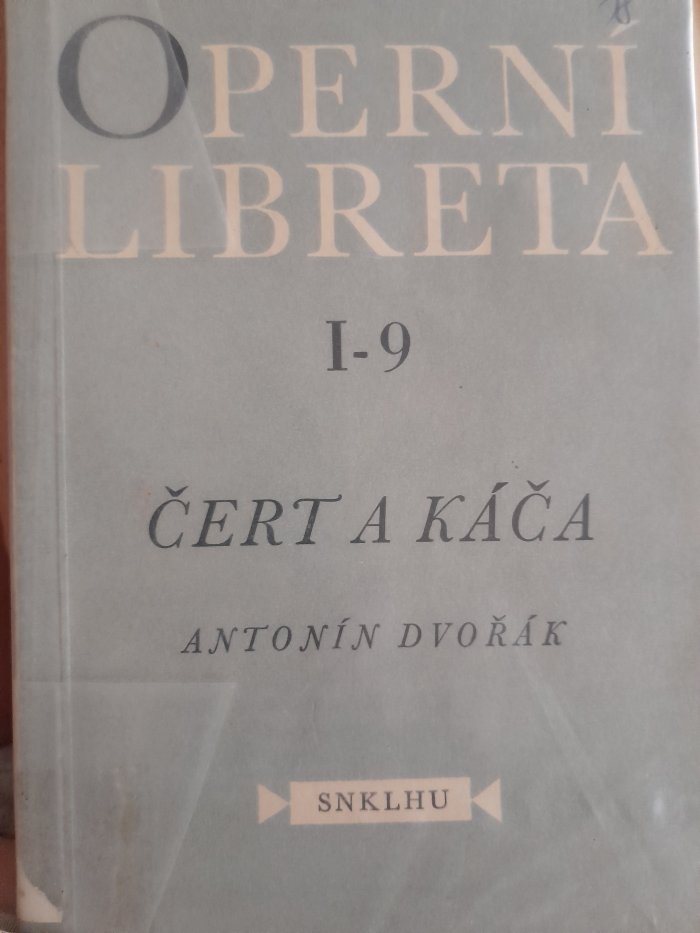 OPERNÍ
LIBRETA
I-9
ČERT A KÁČA
ANTONÍN DVOŘÁK
SNKLHU